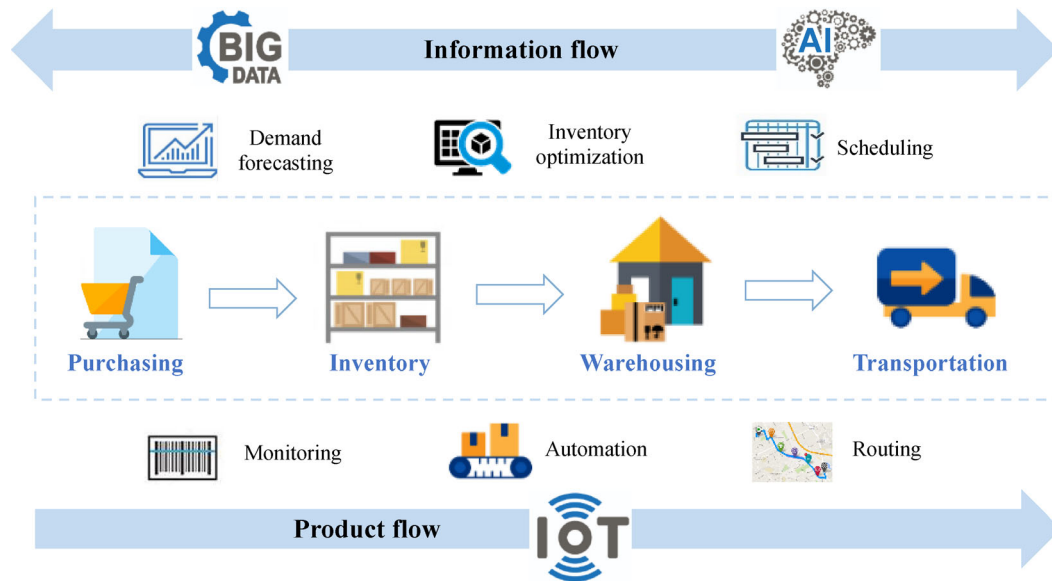 BIG
DATA
Information flow
AI
Demand
forecasting
Inventory
optimization
Scheduling
Purchasing
Inventory
Warehousing
Transportation
Monitoring
Automation
Routing
Product flow
IoT